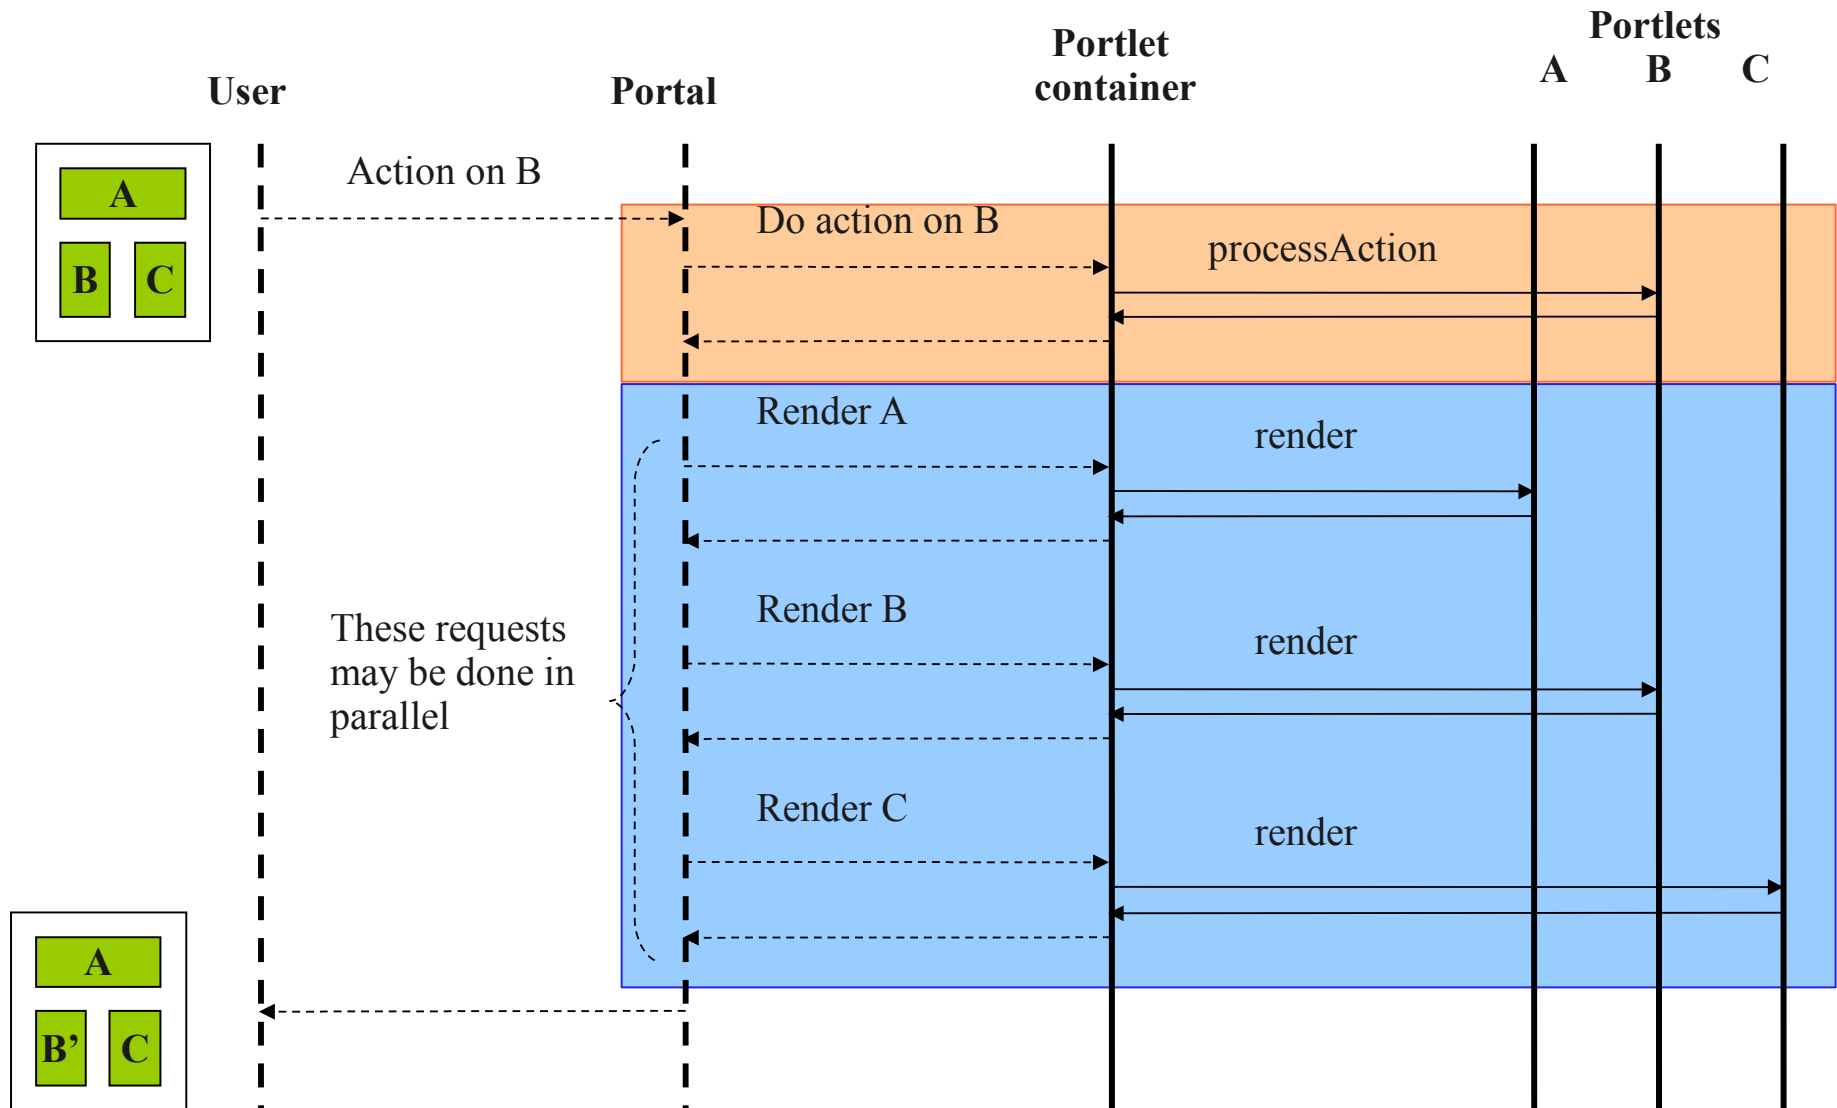 Portlets
Portlet
container
A B C
User
Portal
Action on B
A
B C
Do action on B
processAction
Render A
render
These requests
may be done in
parallel
Render B
render
Render C
render
A
B’ C